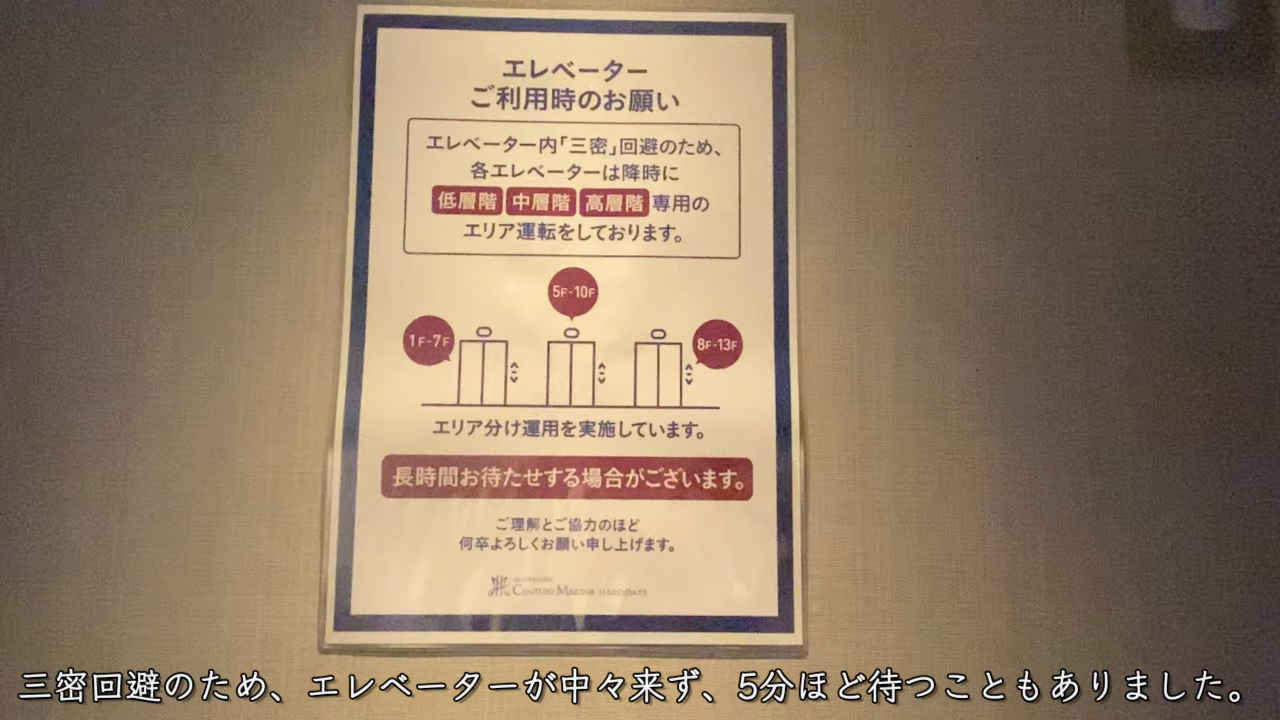 エレベーター
ご利用時のお願い
エレベーター内「三密」回避のため、
各エレベーターは降時に
低層階 中層階 高層階 専用の
エリア運転をしております。
5F-10F
1F-7F
8F-13F
エリア分け運用を実施しています。
長時間お待たせする場合がございます。
ご理解とご協力のほど
何卒よろしくお願い申し上げます。
CENTURY MARINA HAKODATE
三密回避のため、エレベーターが中々来ず、5分ほど待つこともありました。